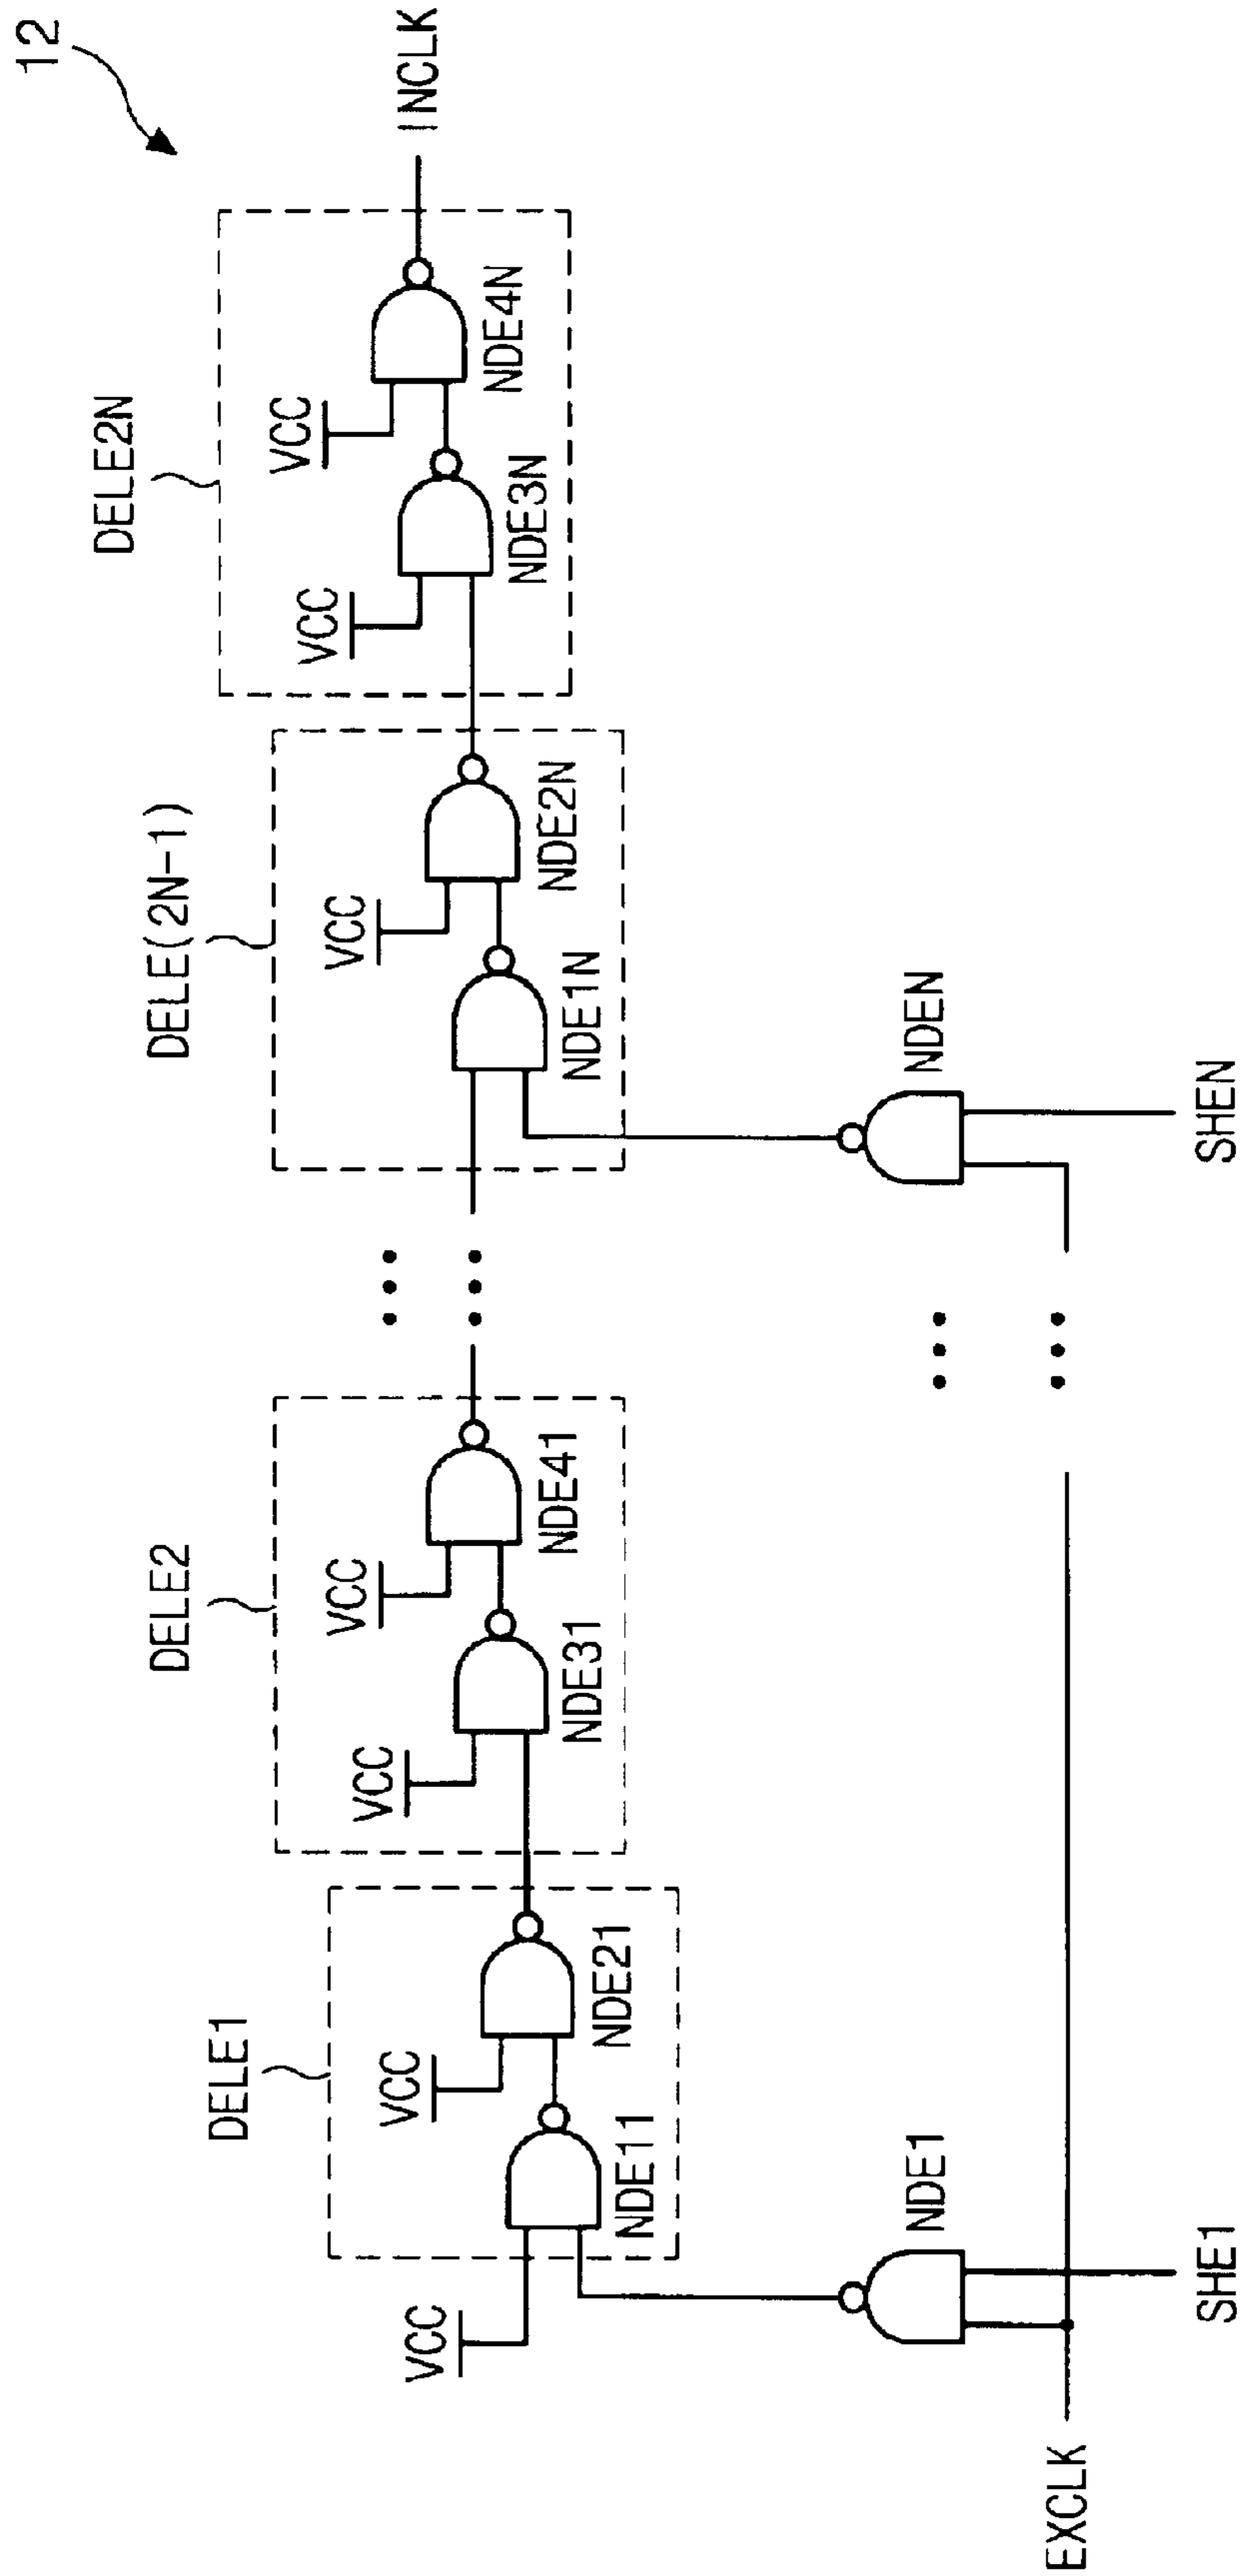 12
DELE2N
DELE(2N-1)
DELE2
DELE1
INCLK
VCC
NDE4N
VCC
NDE3N
VCC
NDE2N
NDE1N
VCC
NDE41
VCC
NDE31
VCC
NDE21
VCC
NDE11
NDE1
NDEN
EXCLK
SHE1
SHEN